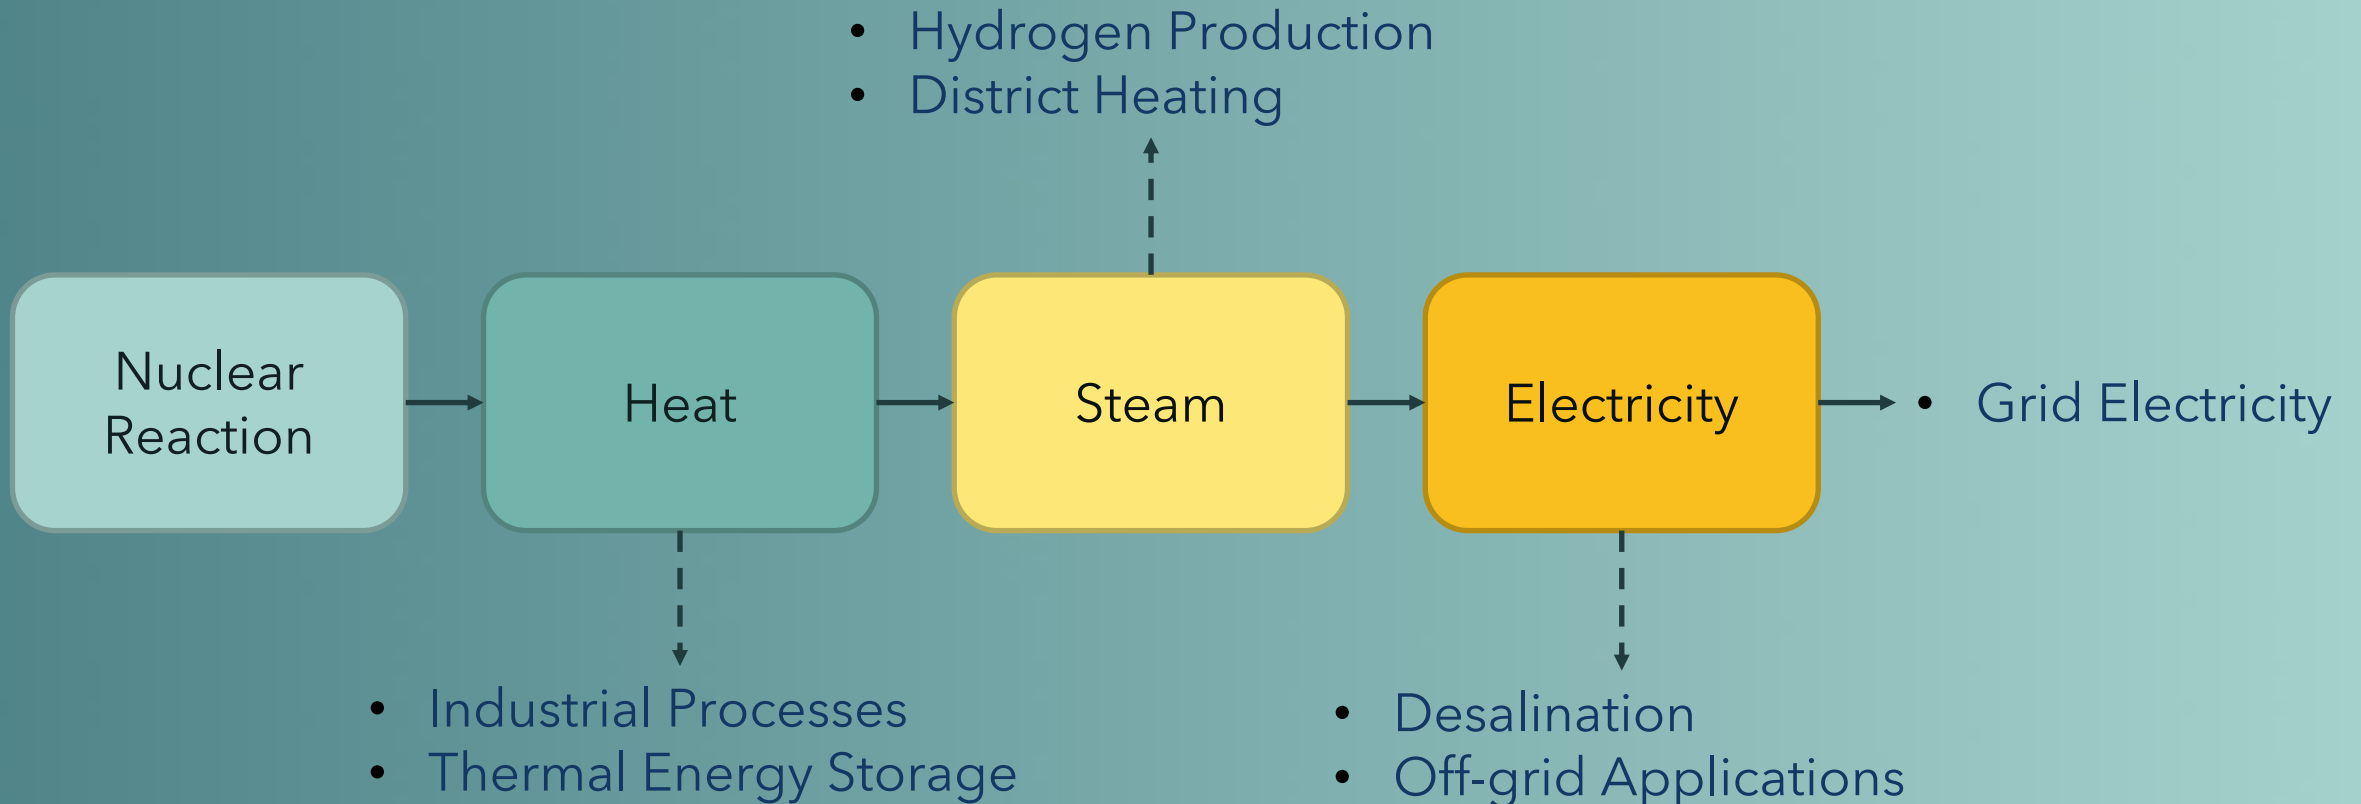 • Hydrogen Production
• District Heating
Nuclear
Reaction
Heat
Steam
Electricity
• Grid Electricity
• Industrial Processes
• Thermal Energy Storage
• Desalination
• Off-grid Applications